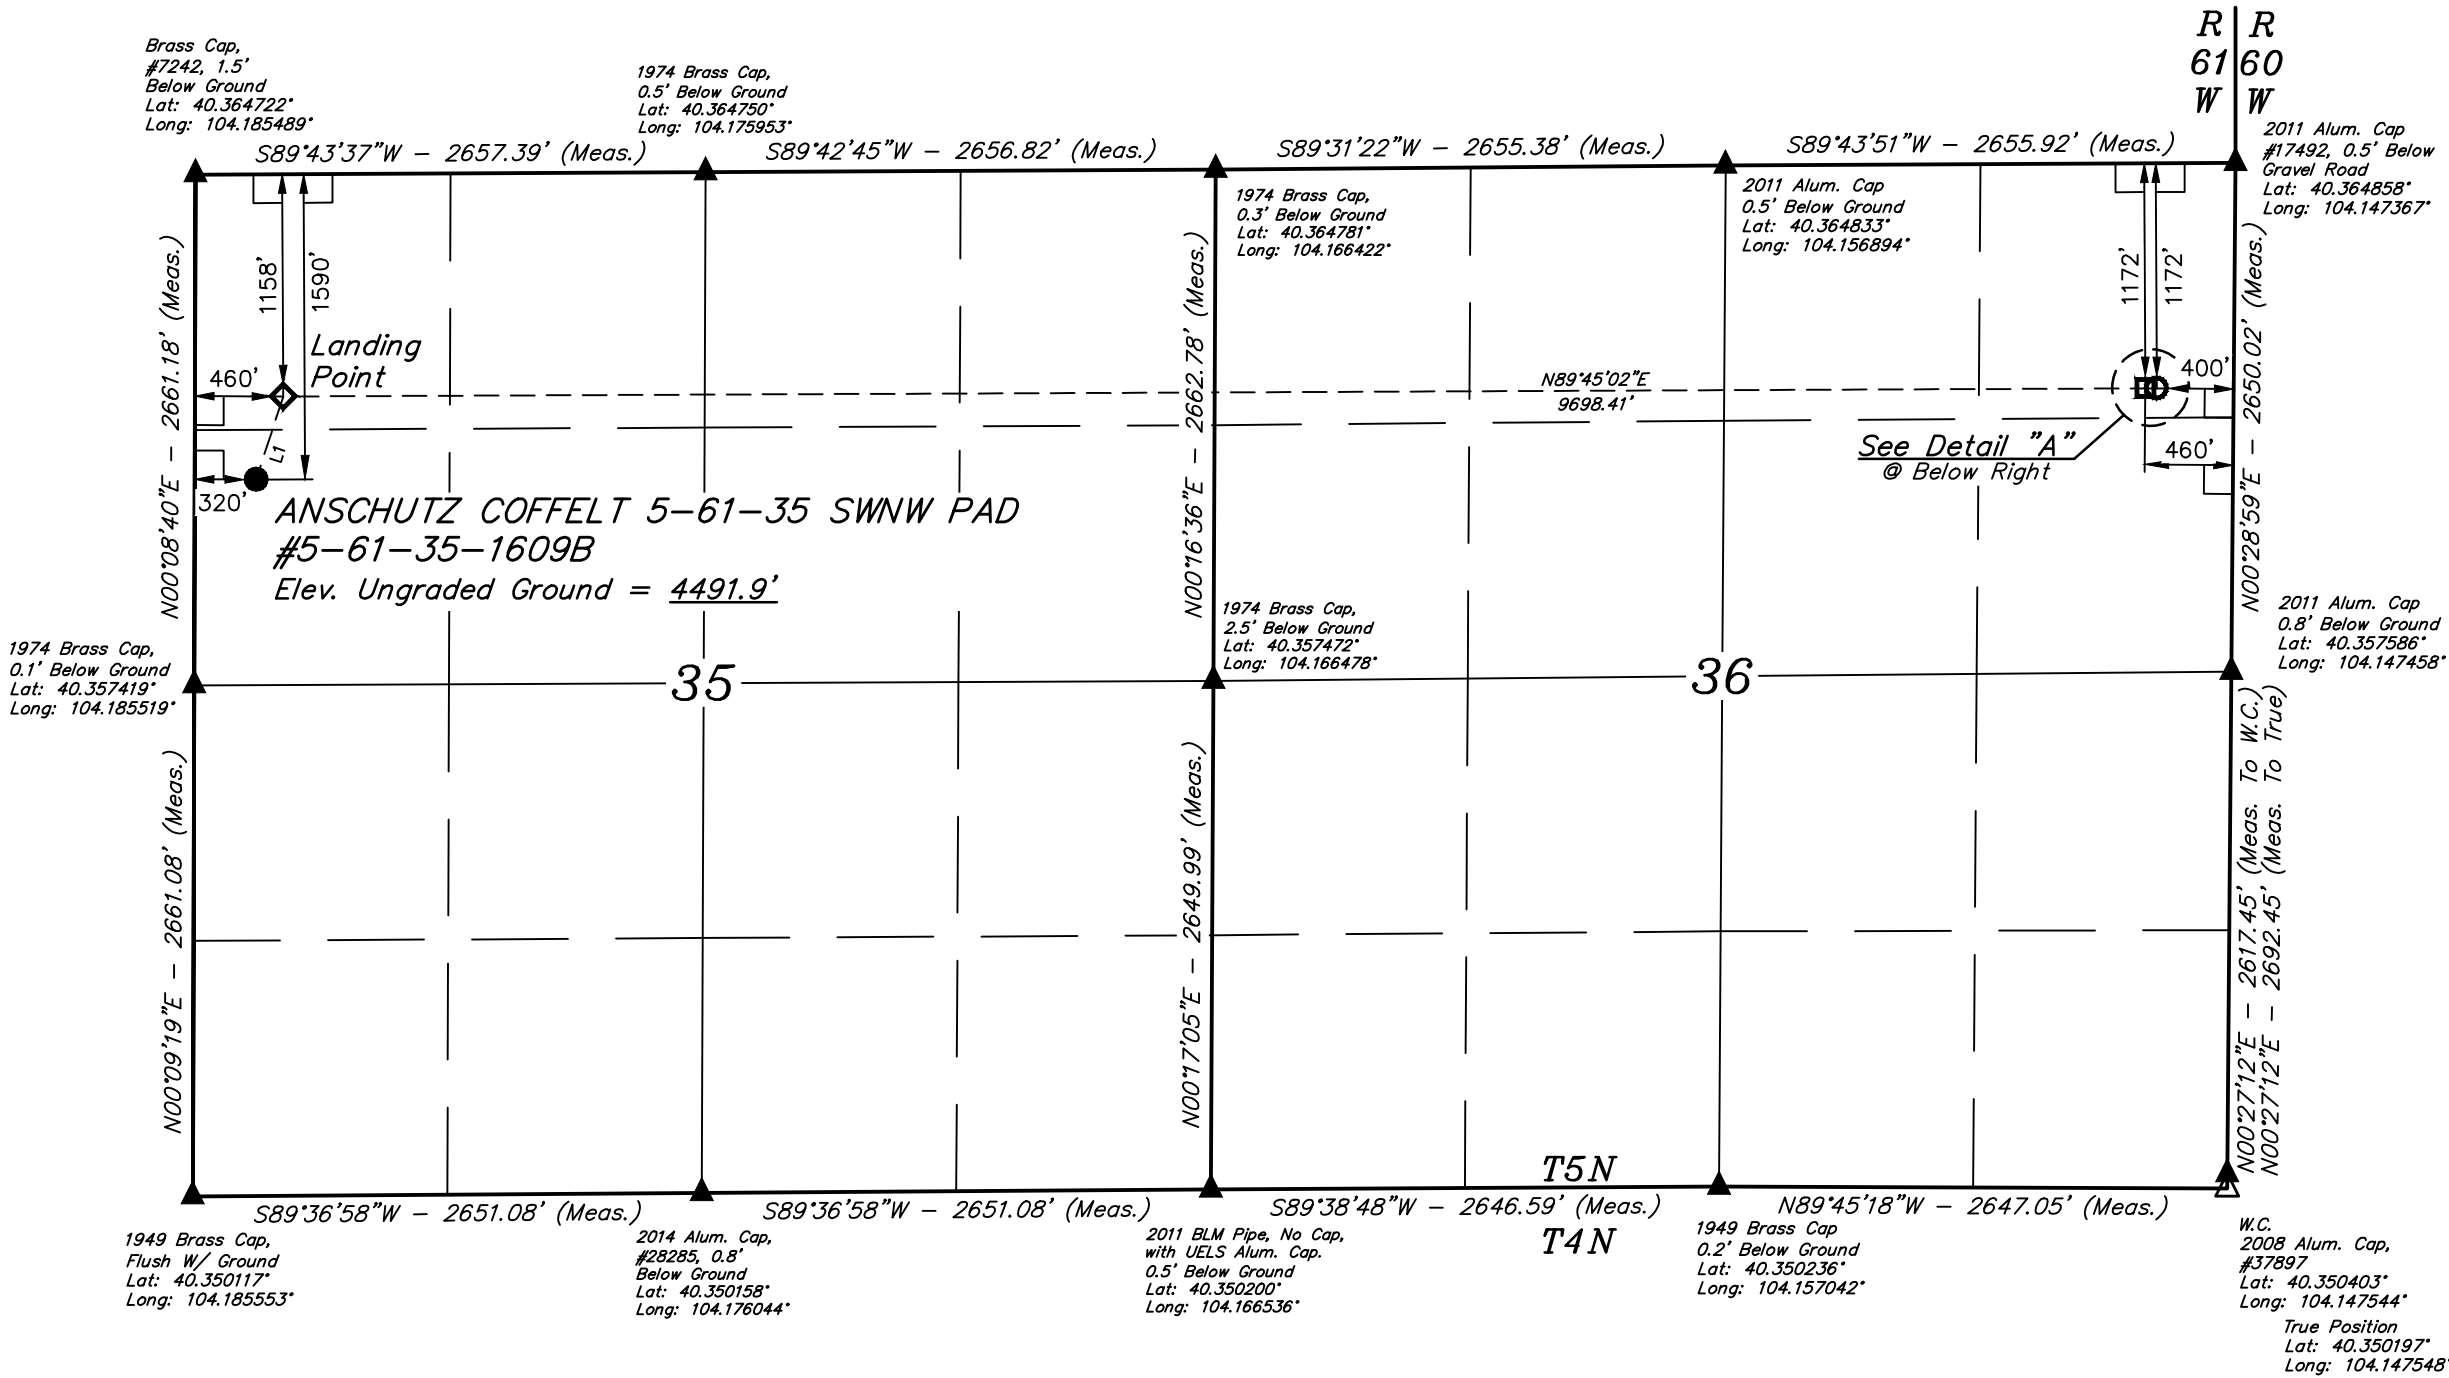 R R
61 60
W W
Brass Cap,
#7242, 1.5'
Below Ground
Lat: 40.364722°
Long: 104.185489°
1974 Brass Cap,
0.5' Below Ground
Lat: 40.364750°
Long: 104.175953°
2011 Alum. Cap
#17492, 0.5' Below
Gravel Road
Lat: 40.364858°
Long: 104.147367°
S89°43'37"W - 2657.39' (Meas.)
S89°42'45"W - 2656.82' (Meas.)
S89°31'22"W - 2655.38' (Meas.)
S89°43'51"W - 2655.92' (Meas.)
1974 Brass Cap,
0.3' Below Ground
Lat: 40.364781°
Long: 104.166422°
2011 Alum. Cap
0.5' Below Ground
Lat: 40.364833°
Long: 104.156894°
N00°08'40"E - 2661.18' (Meas.)
1158'
1590'
Landing
Point
460'
L1
320'
N00°16'36"E - 2662.78' (Meas.)
N89°45'02"E
9698.41'
1172'
1172'
400'
460'
See Detail "A"
@ Below Right
N00°28'59"E - 2650.02' (Meas.)
ANSCHUTZ COFFELT 5-61-35 SWNW PAD
#5-61-35-1609B
Elev. Ungraded Ground = 4491.9'
1974 Brass Cap,
0.1' Below Ground
Lat: 40.357419°
Long: 104.185519°
35
1974 Brass Cap,
2.5' Below Ground
Lat: 40.357472°
Long: 104.166478°
36
2011 Alum. Cap
0.8' Below Ground
Lat: 40.357586°
Long: 104.147458°
N00°09'19"E - 2661.08' (Meas.)
N00°17'05"E - 2649.99' (Meas.)
N00°27'12"E - 2617.45' (Meas. To W.C.)
N00°27'12"E - 2692.45' (Meas. To True)
S89°36'58"W - 2651.08' (Meas.)
S89°36'58"W - 2651.08' (Meas.)
T5N
S89°38'48"W - 2646.59' (Meas.)
T4N
N89°45'18"W - 2647.05' (Meas.)
1949 Brass Cap,
Flush W/ Ground
Lat: 40.350117°
Long: 104.185553°
2014 Alum. Cap,
#28285, 0.8'
Below Ground
Lat: 40.350158°
Long: 104.176044°
2011 BLM Pipe, No Cap,
with UELS Alum. Cap.
0.5' Below Ground
Lat: 40.350200°
Long: 104.166536°
1949 Brass Cap
0.2' Below Ground
Lat: 40.350236°
Long: 104.157042°
W.C.
2008 Alum. Cap,
#37897
Lat: 40.350403°
Long: 104.147544°
True Position
Lat: 40.350197°
Long: 104.147548°